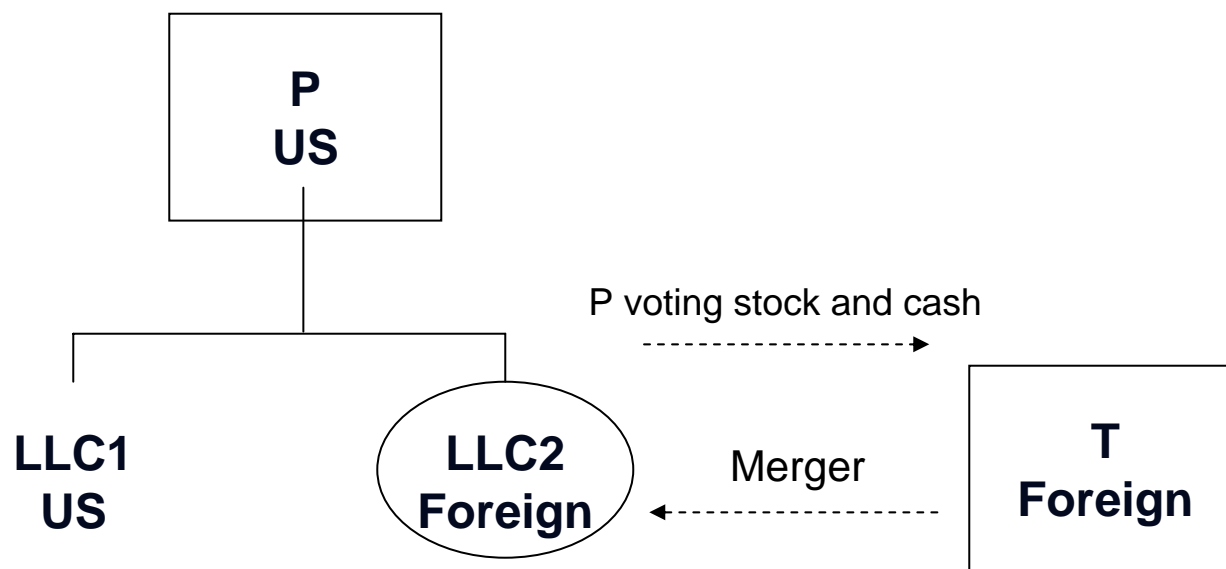 P
US
P voting stock and cash
LLC1
US
LLC2
Foreign
Merger
T
Foreign